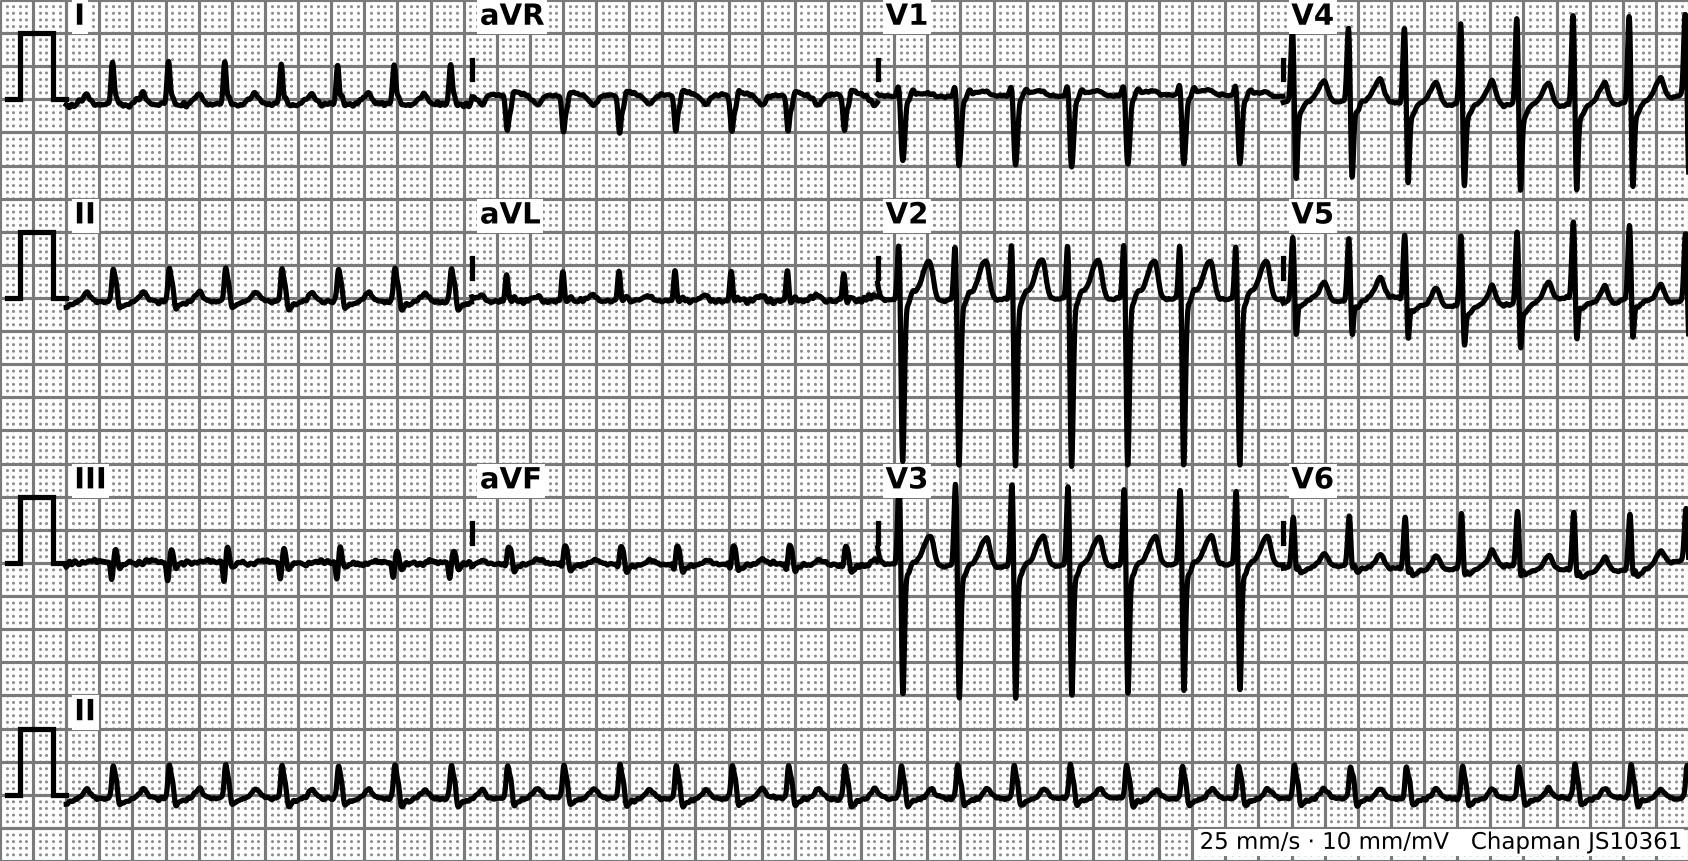 I aVR V1 V4
II aVL V2 V5
III aVF V3 V6
II
25 mm/s · 10 mm/mV Chapman JS10361